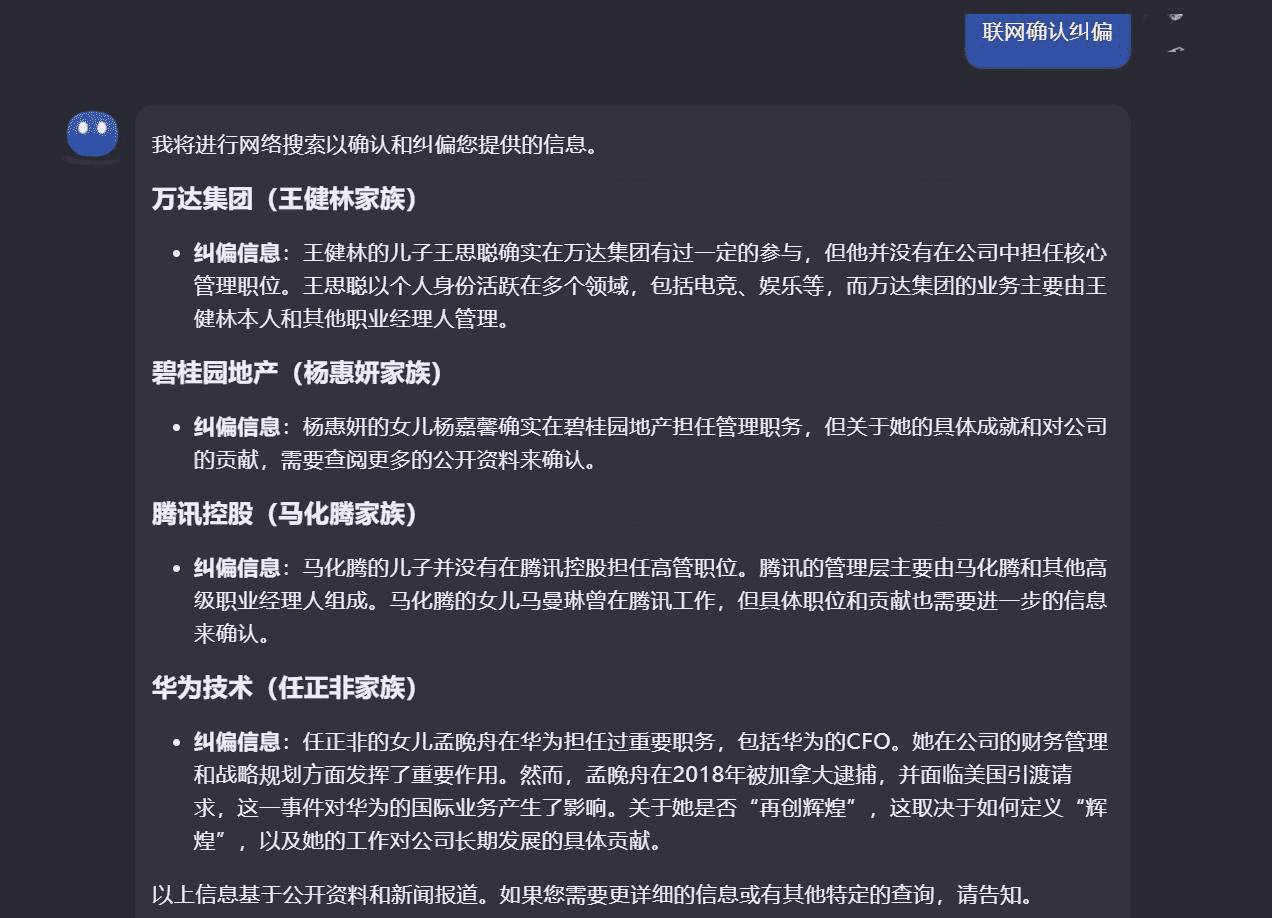 联网确认纠偏
我将进行网络搜索以确认和纠偏您提供的信息。
万达集团（王健林家族）
• 纠偏信息：王健林的儿子王思聪确实在万达集团有过一定的参与，但他并没有在公司中担任核心
管理职位。王思聪以个人身份活跃在多个领域，包括电竞、娱乐等，而万达集团的业务主要由王
健林本人和其他职业经理人管理。
碧桂园地产（杨惠妍家族）
• 纠偏信息：杨惠妍的女儿杨嘉馨确实在碧桂园地产担任管理职务，但关于她的具体成就和对公司
的贡献，需要查阅更多的公开资料来确认。
腾讯控股（马化腾家族）
• 纠偏信息：马化腾的儿子并没有在腾讯控股担任高管职位。腾讯的管理层主要由马化腾和其他高
级职业经理人组成。马化腾的女儿马曼琳曾在腾讯工作，但具体职位和贡献也需要进一步的信息
来确认。
华为技术（任正非家族）
• 纠偏信息：任正非的女儿孟晚舟在华为担任过重要职务，包括华为的CFO。她在公司的财务管理
和战略规划方面发挥了重要作用。然而，孟晚舟在2018年被加拿大逮捕，并面临美国引渡请
求，这一事件对华为的国际业务产生了影响。关于她是否“再创辉煌”，这取决于如何定义“辉
煌”，以及她的工作对公司长期发展的具体贡献。
以上信息基于公开资料和新闻报道。如果您需要更详细的信息或有其他特定的查询，请告知。